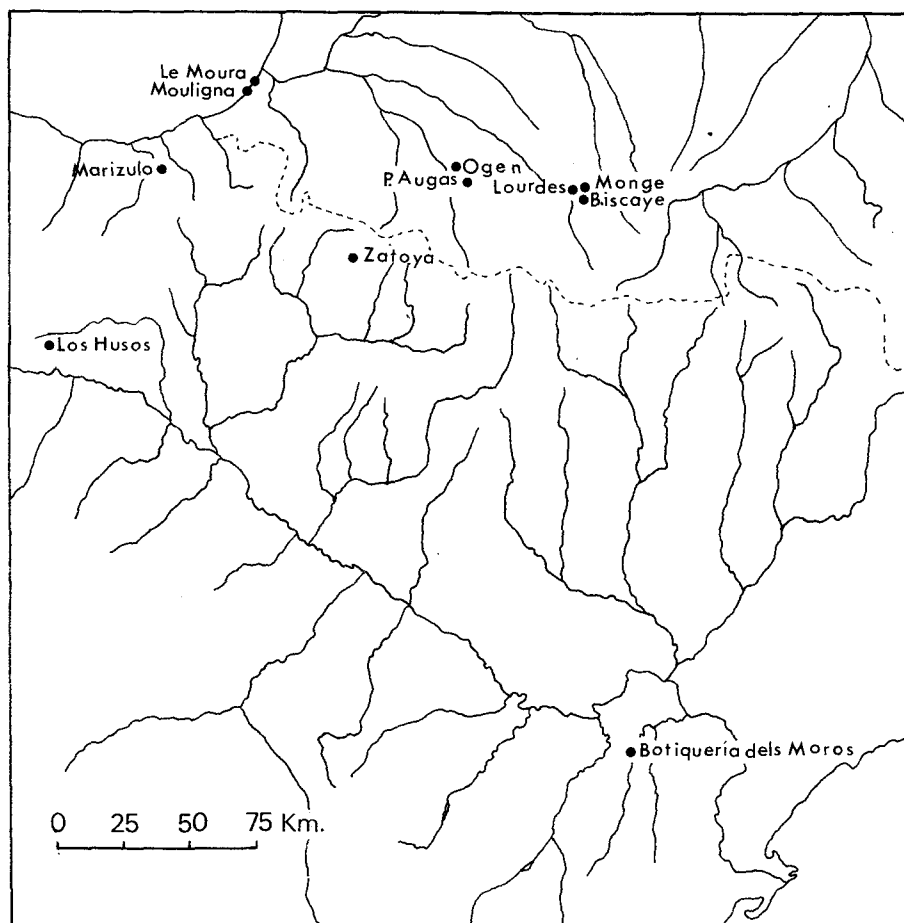 Le Moura
Mouligna
Marizulo
Ogen
P. Augas
Lourdes
Monge
Biscaye
Zatoya
Los Husos
Botiquería dels Moros
0 25 50 75 Km.